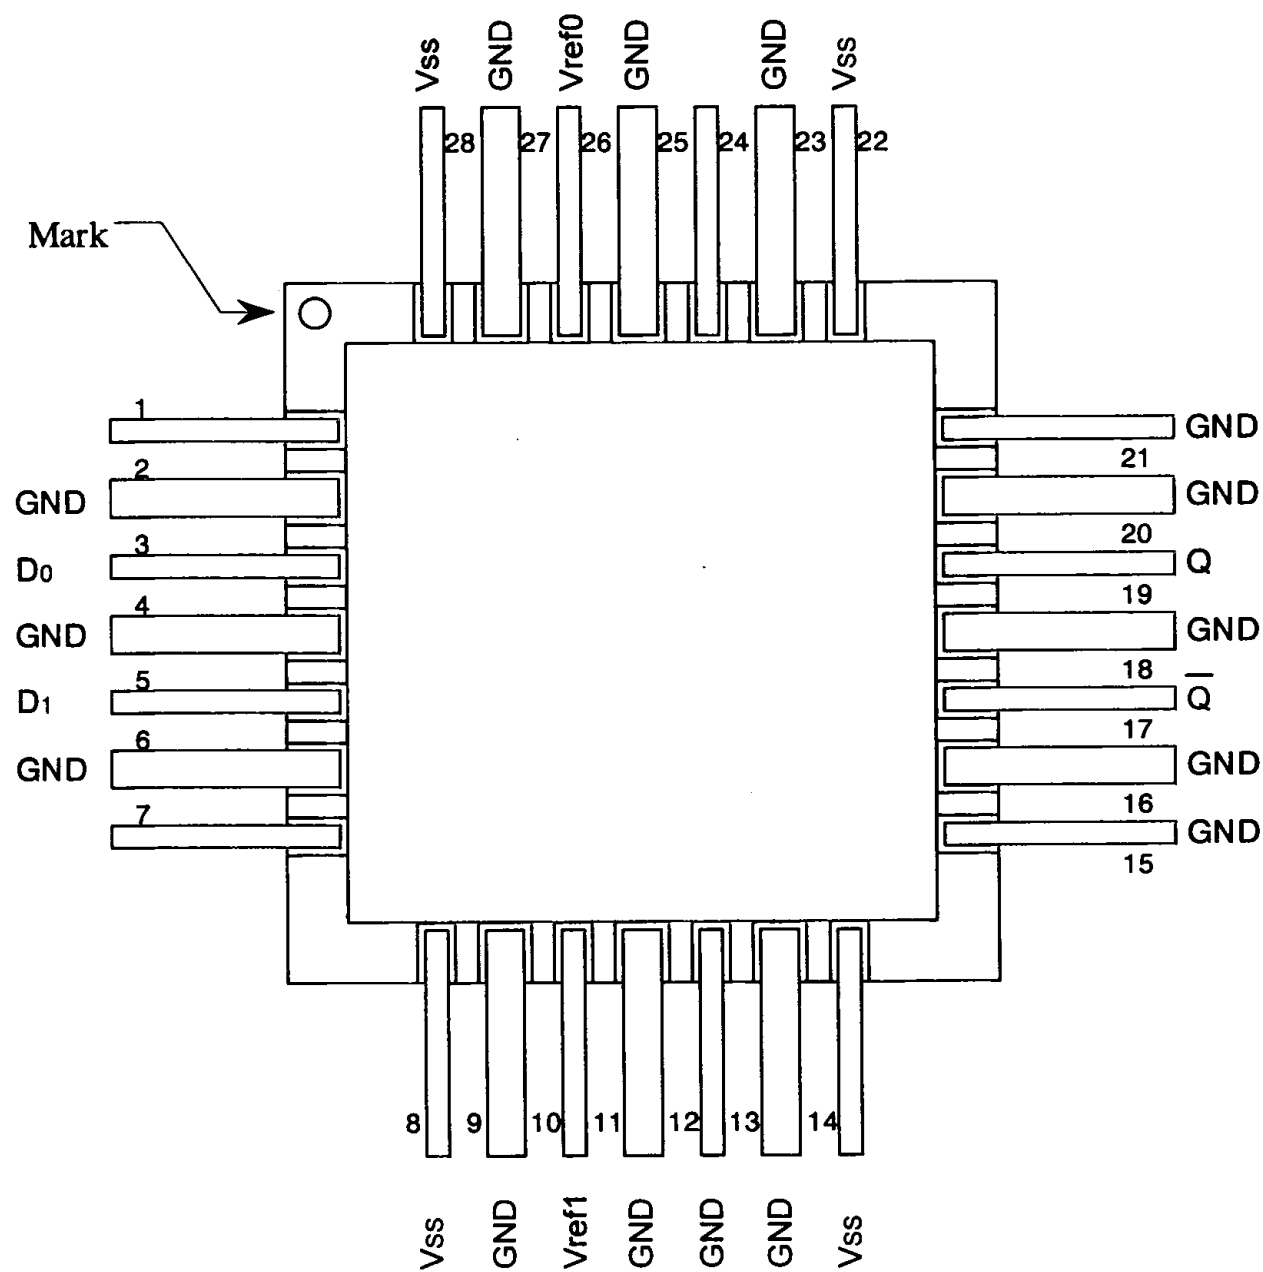 Vss GND Vref0 GND GND Vss
28 27 26 25 24 23 22
Mark
1
2
GND
3
D0
4
GND
5
D1
6
GND
7
GND
21
GND
20
Q
19
GND
18
Q̅
17
GND
16
GND
15
8 9 10 11 12 13 14
Vss GND Vref1 GND GND GND Vss